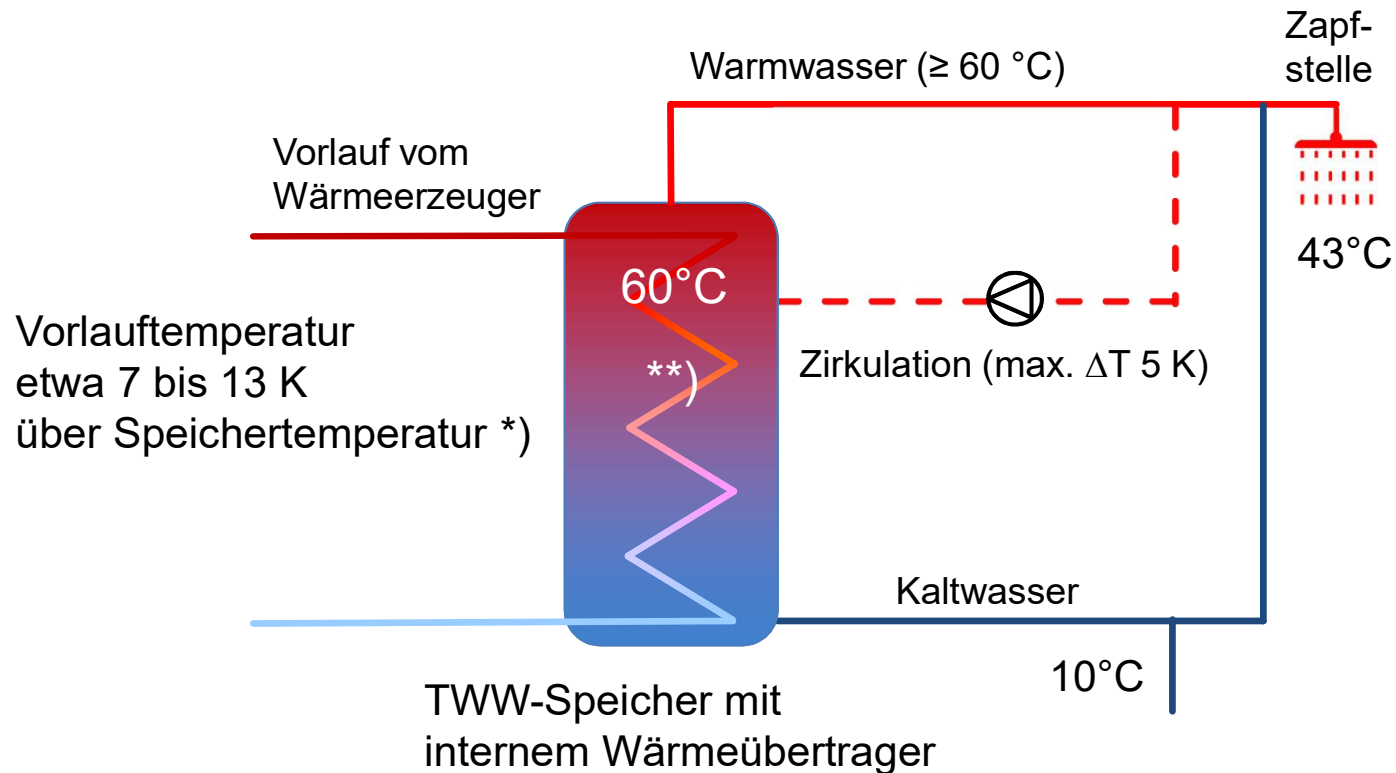 Zapf-
stelle
Warmwasser (≥ 60 °C)
Vorlauf vom
Wärmeerzeuger
43°C
60°C
Vorlauftemperatur
etwa 7 bis 13 K
über Speichertemperatur *)
**)
Zirkulation (max. ΔT 5 K)
Kaltwasser
10°C
TWW-Speicher mit
internem Wärmeübertrager